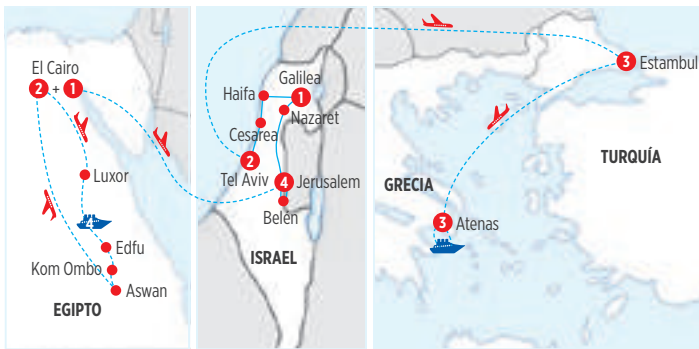 El Cairo
2 + 1
Luxor
4
Edfu
Kom Ombo
Aswan
EGIPTO
Galilea
1
Haifa
Nazaret
Cesarea
2
Tel Aviv
4 Jerusalem
Belén
ISRAEL
3 Estambul
TURQUÍA
GRECIA
3 Atenas